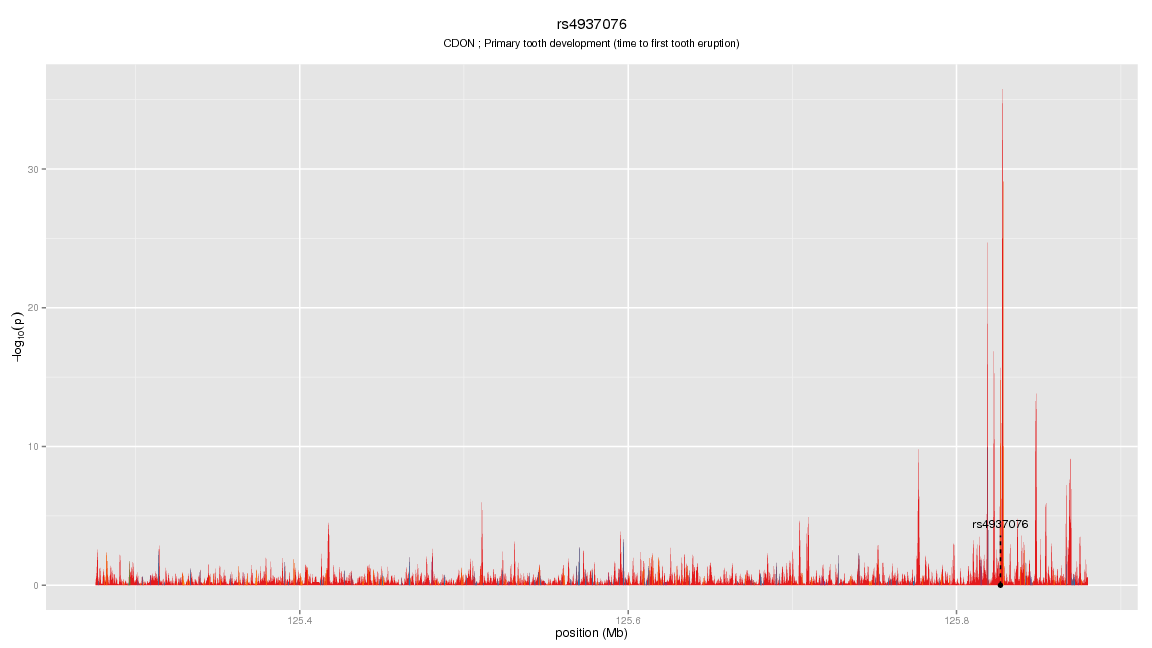 rs4937076
CDON ; Primary tooth development (time to first tooth eruption)
−log10(p)
30
20
10
0
rs4937076
125.4
125.6
125.8
position (Mb)